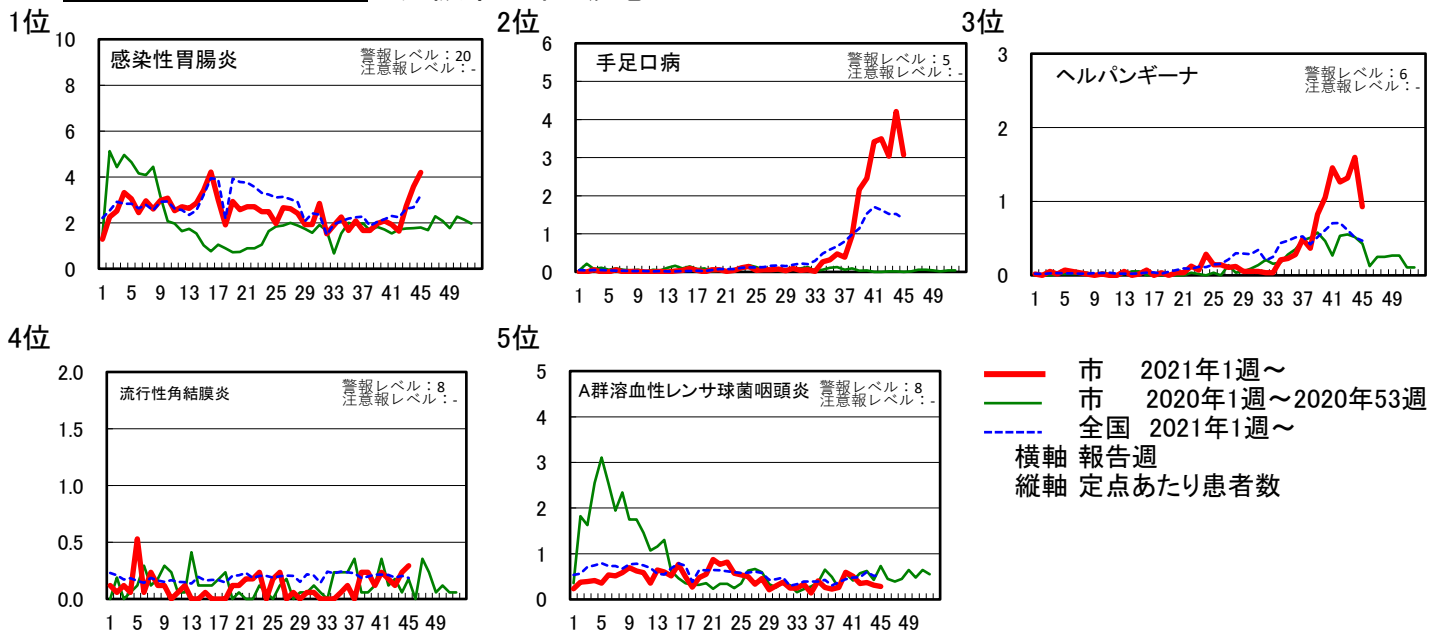 1位
感染性胃腸炎
警報レベル：20
注意報レベル：-
10
8
6
4
2
0
1 5 9 13 17 21 25 29 33 37 41 45 49
2位
手足口病
警報レベル：5
注意報レベル：-
6
5
4
3
2
1
0
1 5 9 13 17 21 25 29 33 37 41 45 49
3位
ヘルパンギーナ
警報レベル：6
注意報レベル：-
3
2
1
0
1 5 9 13 17 21 25 29 33 37 41 45 49
4位
流行性角結膜炎
警報レベル：8
注意報レベル：-
2.0
1.5
1.0
0.5
0.0
1 5 9 13 17 21 25 29 33 37 41 45 49
5位
A群溶血性レンサ球菌咽頭炎
警報レベル：8
注意報レベル：-
5
4
3
2
1
0
1 5 9 13 17 21 25 29 33 37 41 45 49
市 2021年1週～
市 2020年1週～2020年53週
全国 2021年1週～
横軸 報告週
縦軸 定点あたり患者数